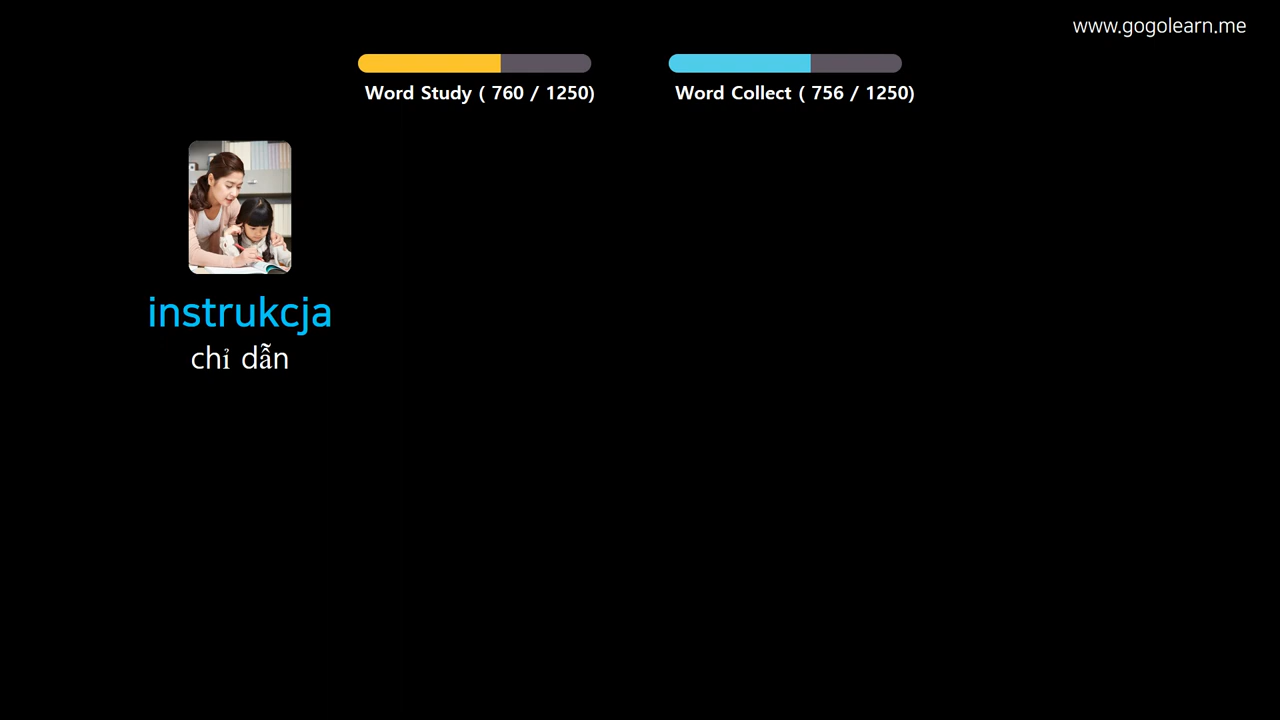 www.gogolearn.me
Word Study ( 760 / 1250)
Word Collect ( 756 / 1250)
instrukcja
chỉ dẫn